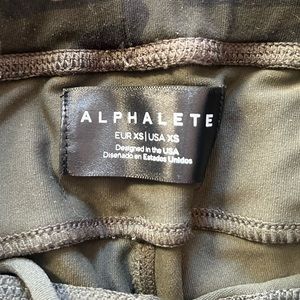 ALPHALETE
EUR XS | USA XS
Designed in the USA
Diseñado en Estados Unidos